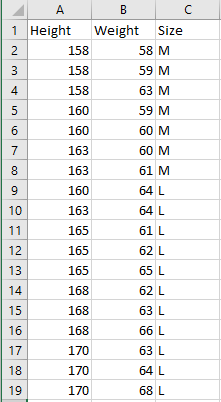 A B C
1 Height Weight Size
2 158 58 M
3 158 59 M
4 158 63 M
5 160 59 M
6 160 60 M
7 163 60 M
8 163 61 M
9 160 64 L
10 163 64 L
11 165 61 L
12 165 62 L
13 165 65 L
14 168 62 L
15 168 63 L
16 168 66 L
17 170 63 L
18 170 64 L
19 170 68 L